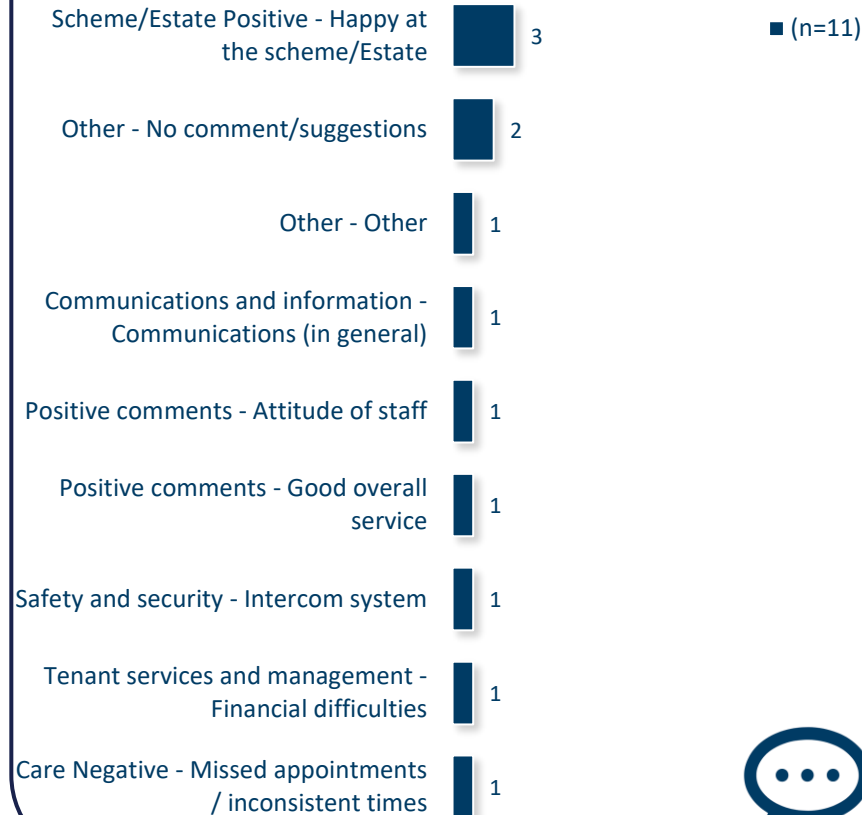 Scheme/Estate Positive - Happy at
the scheme/Estate
3
(n=11)
Other - No comment/suggestions
2
Other - Other
1
Communications and information -
Communications (in general)
1
Positive comments - Attitude of staff
1
Positive comments - Good overall
service
1
Safety and security - Intercom system
1
Tenant services and management -
Financial difficulties
1
Care Negative - Missed appointments
/ inconsistent times
1